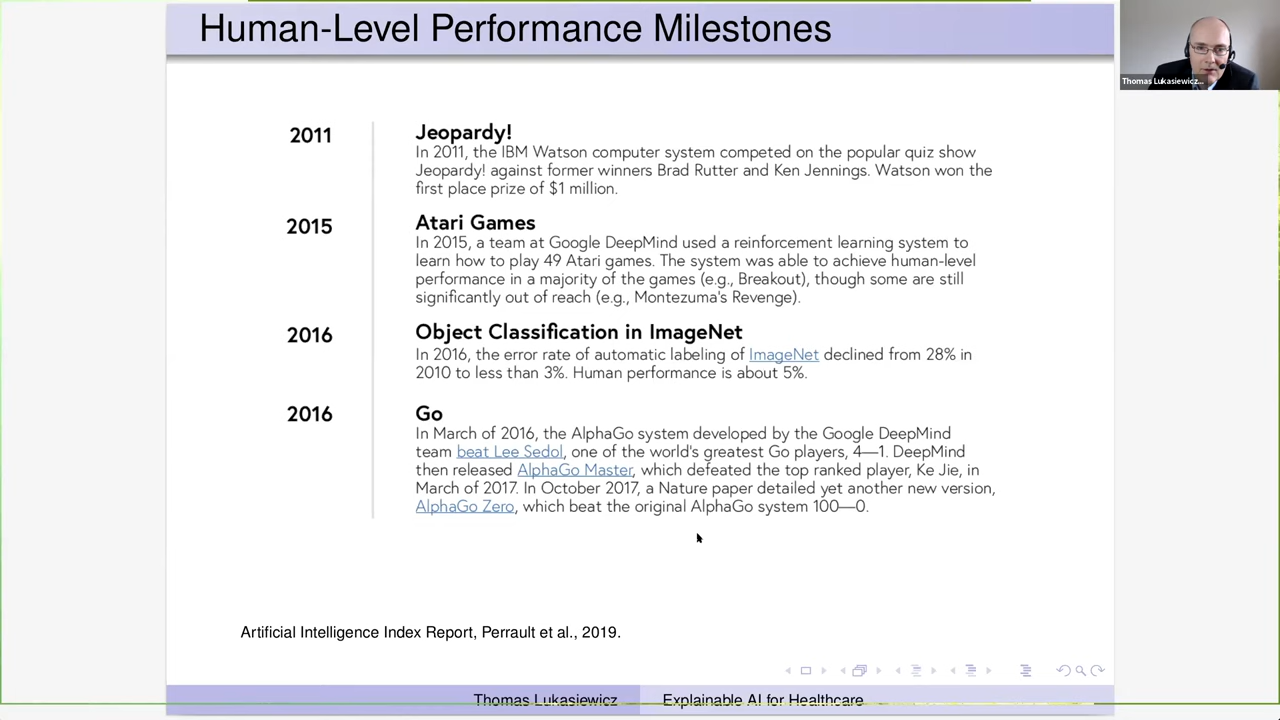 Human-Level Performance Milestones
Thomas Lukasiewicz...
2011
Jeopardy!
In 2011, the IBM Watson computer system competed on the popular quiz show
Jeopardy! against former winners Brad Rutter and Ken Jennings. Watson won the
first place prize of $1 million.
2015
Atari Games
In 2015, a team at Google DeepMind used a reinforcement learning system to
learn how to play 49 Atari games. The system was able to achieve human-level
performance in a majority of the games (e.g., Breakout), though some are still
significantly out of reach (e.g., Montezuma's Revenge).
2016
Object Classification in ImageNet
In 2016, the error rate of automatic labeling of ImageNet declined from 28% in
2010 to less than 3%. Human performance is about 5%.
2016
Go
In March of 2016, the AlphaGo system developed by the Google DeepMind
team beat Lee Sedol, one of the world's greatest Go players, 4—1. DeepMind
then released AlphaGo Master, which defeated the top ranked player, Ke Jie, in
March of 2017. In October 2017, a Nature paper detailed yet another new version,
AlphaGo Zero, which beat the original AlphaGo system 100—0.
Artificial Intelligence Index Report, Perrault et al., 2019.
Thomas Lukasiewicz
Explainable AI for Healthcare